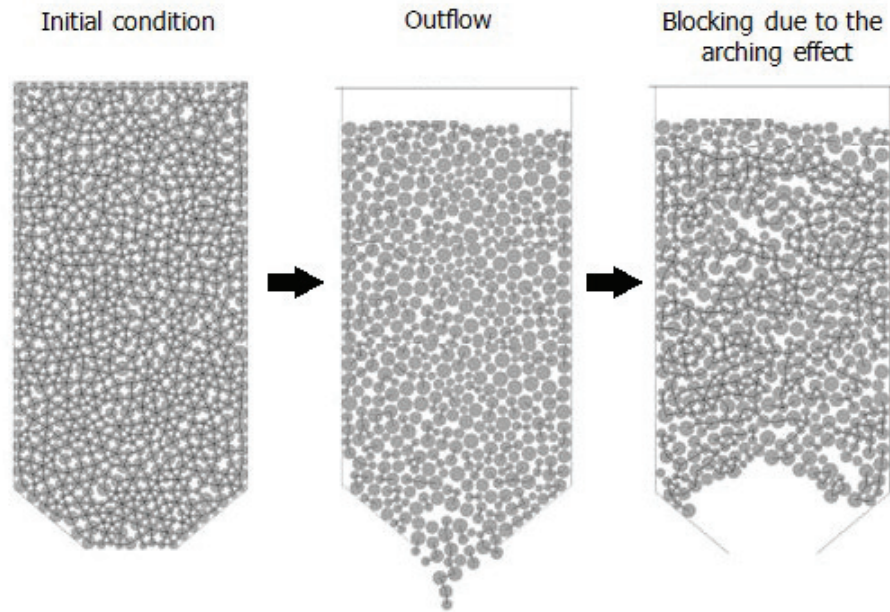 Initial condition
Outflow
Blocking due to the
arching effect